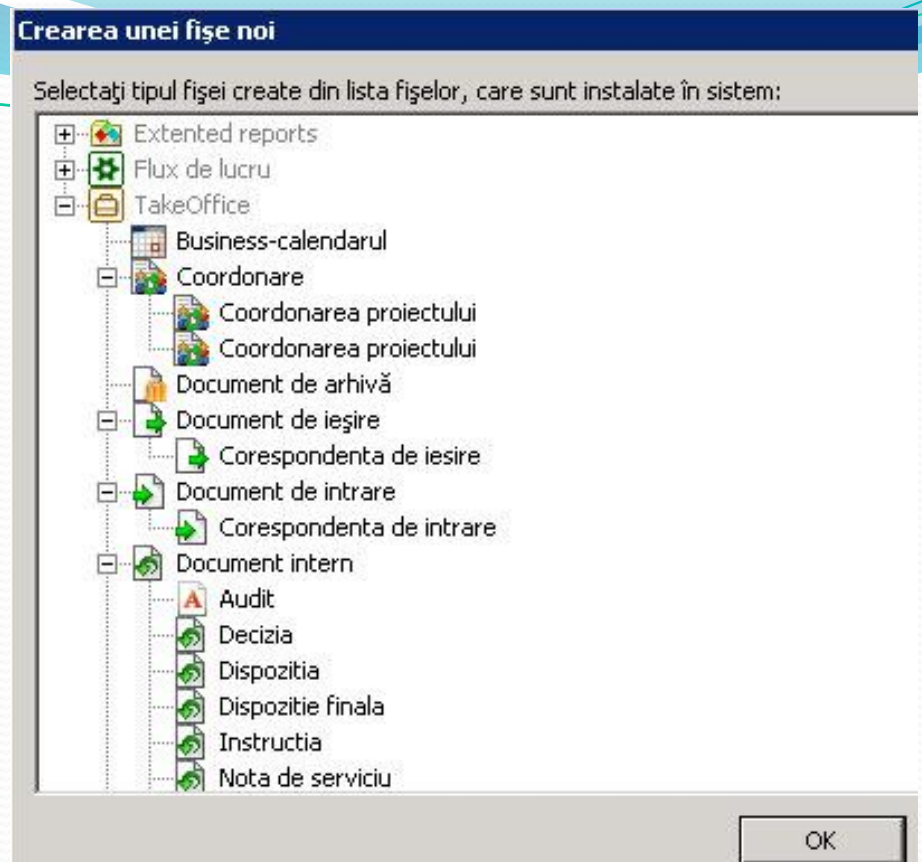 Crearea unei fişe noi
Selectaţi tipul fişei create din lista fişelor, care sunt instalate în sistem:
Extented reports
Flux de lucru
TakeOffice
Business-calendarul
Coordonare
Coordonarea proiectului
Coordonarea proiectului
Document de arhivă
Document de ieşire
Corespondenta de iesire
Document de intrare
Corespondenta de intrare
Document intern
A Audit
Decizia
Dispozitia
Dispozitie finala
Instructia
Nota de serviciu
OK